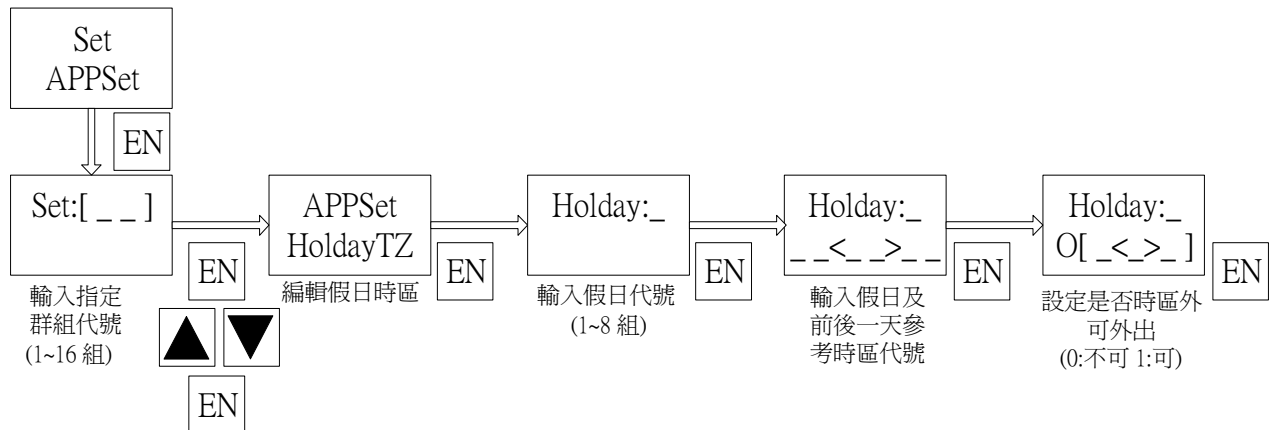 Set
APPSet
EN
Set:[ _ _ ]
輸入指定
群組代號
(1~16 組)
EN
EN
APPSet
HoldayTZ
編輯假日時區
EN
Holday:_
輸入假日代號
(1~8 組)
EN
Holday:_
_ _<_ _>_ _
輸入假日及
前後一天參
考時區代號
EN
Holday:_
O[ _<_>_ ]
設定是否時區外
可外出
(0:不可 1:可)
EN